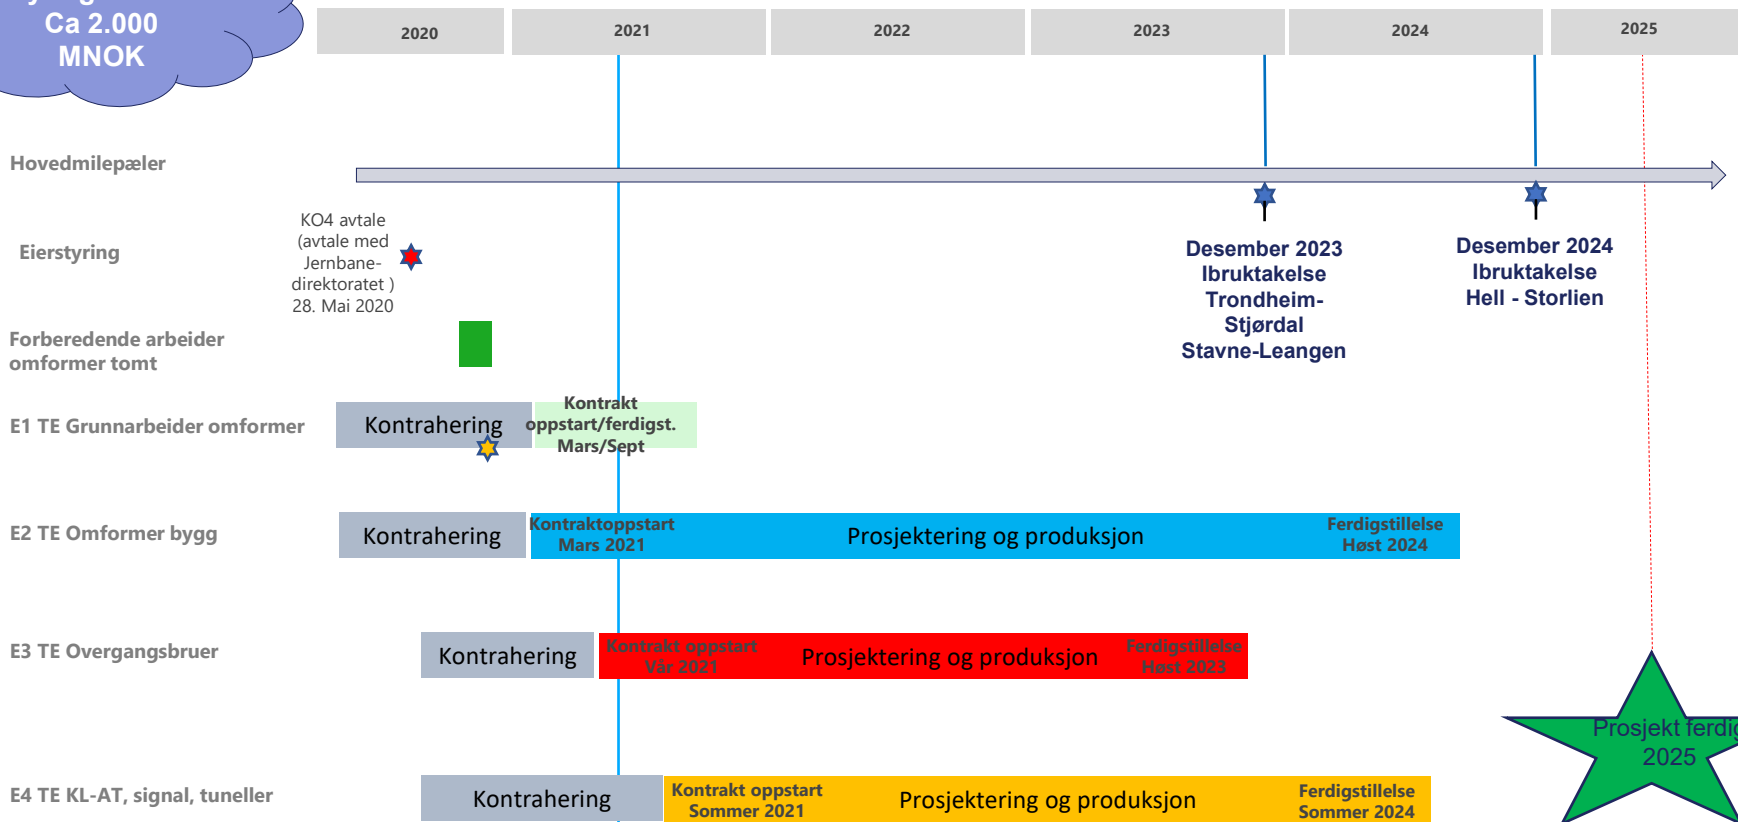 Ca 2.000
MNOK
2020
2021
2022
2023
2024
2025
Hovedmilepæler
Eierstyring
KO4 avtale
(avtale med
Jernbane-
direktoratet )
28. Mai 2020
Desember 2023
Ibruktakelse
Trondheim-
Stjørdal
Stavne-Leangen
Desember 2024
Ibruktakelse
Hell - Storlien
Forberedende arbeider
omformer tomt
E1 TE Grunnarbeider omformer
Kontrahering
Kontrakt
oppstart/ferdigst.
Mars/Sept
E2 TE Omformer bygg
Kontrahering
Kontraktoppstart
Mars 2021
Prosjektering og produksjon
Ferdigstillelse
Høst 2024
E3 TE Overgangsbruer
Kontrahering
Kontrakt oppstart
Vår 2021
Prosjektering og produksjon
Ferdigstillelse
Høst 2023
Prosjekt ferdig
2025
E4 TE KL-AT, signal, tuneller
Kontrahering
Kontrakt oppstart
Sommer 2021
Prosjektering og produksjon
Ferdigstillelse
Sommer 2024